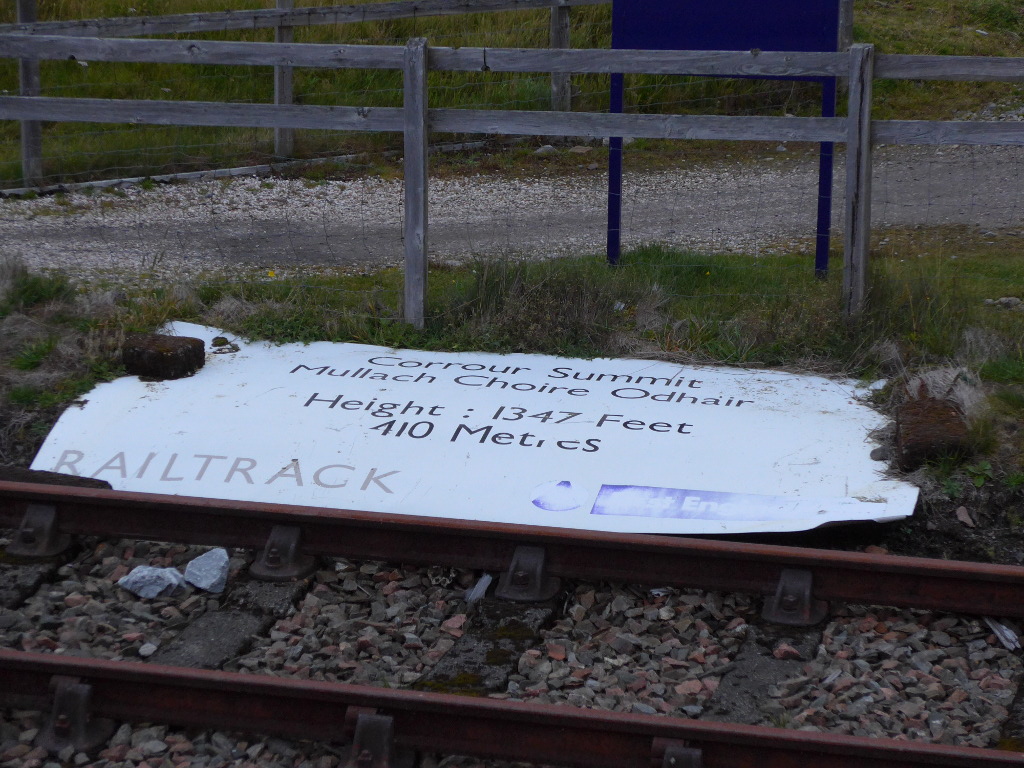 Corrour Summit
Mullach Choire Odhair
Height : 1347 Feet
410 Metres
RAILTRACK